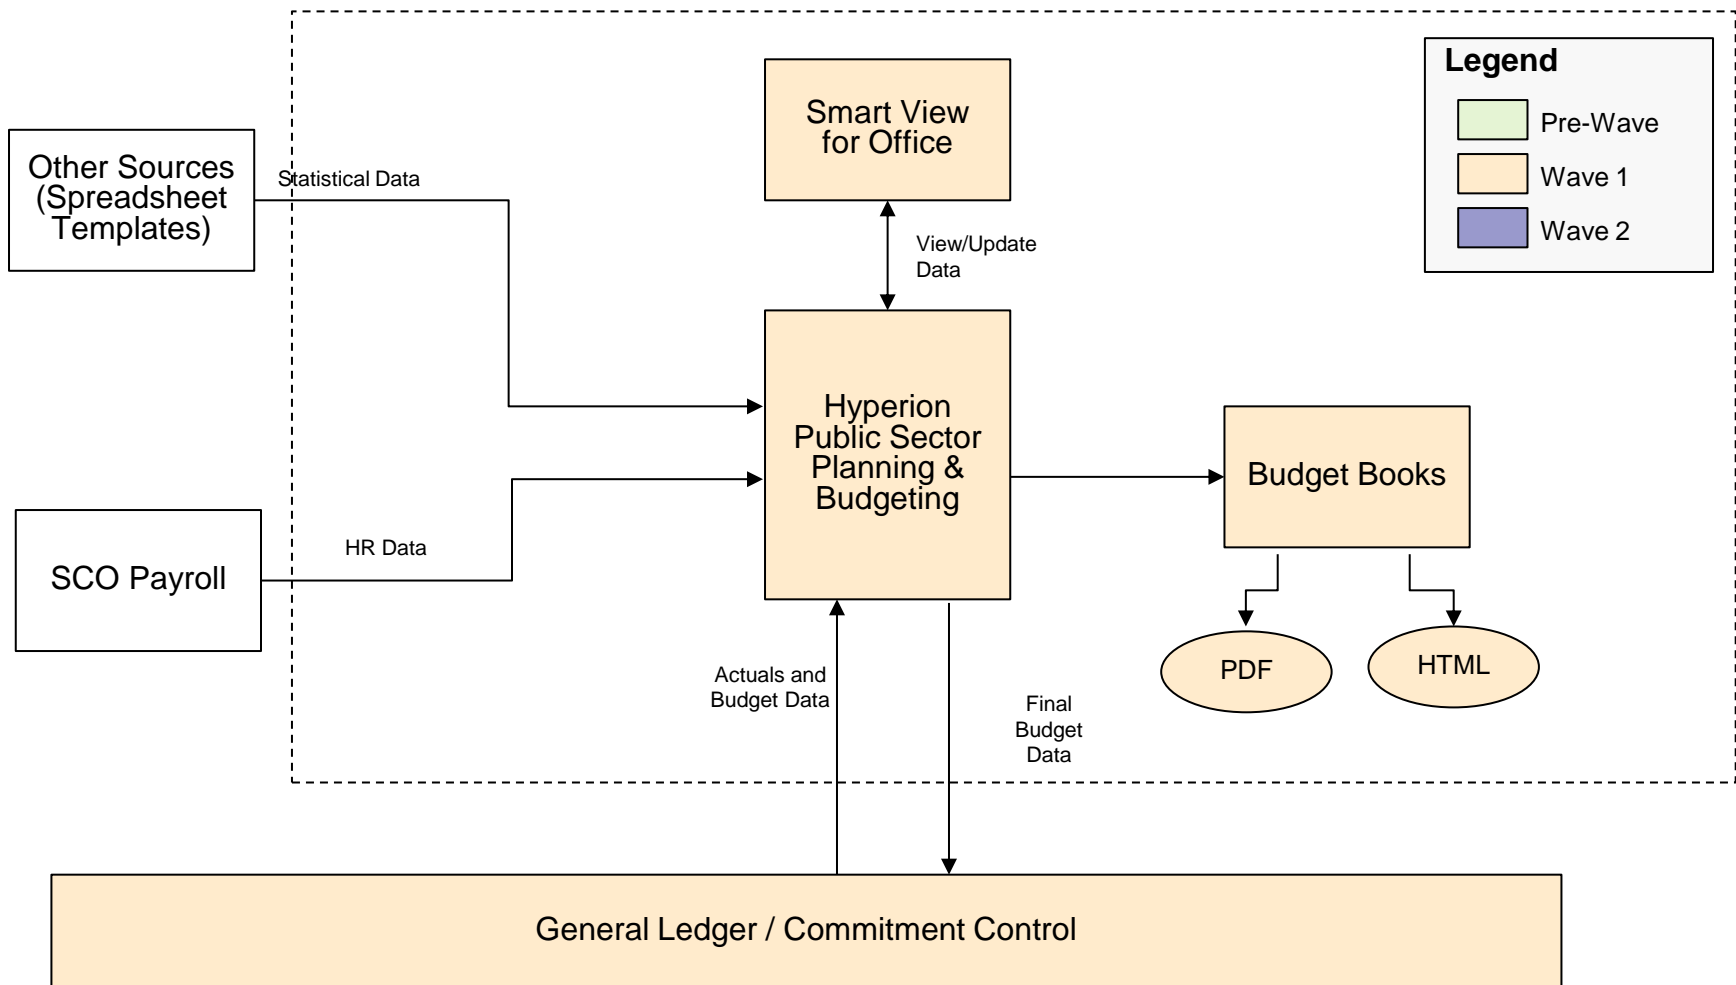 Legend
Pre-Wave
Wave 1
Wave 2
Smart View
for Office
Other Sources
(Spreadsheet
Templates)
Statistical Data
View/Update
Data
Hyperion
Public Sector
Planning &
Budgeting
Budget Books
SCO Payroll
HR Data
PDF
HTML
Actuals and
Budget Data
Final
Budget
Data
General Ledger / Commitment Control